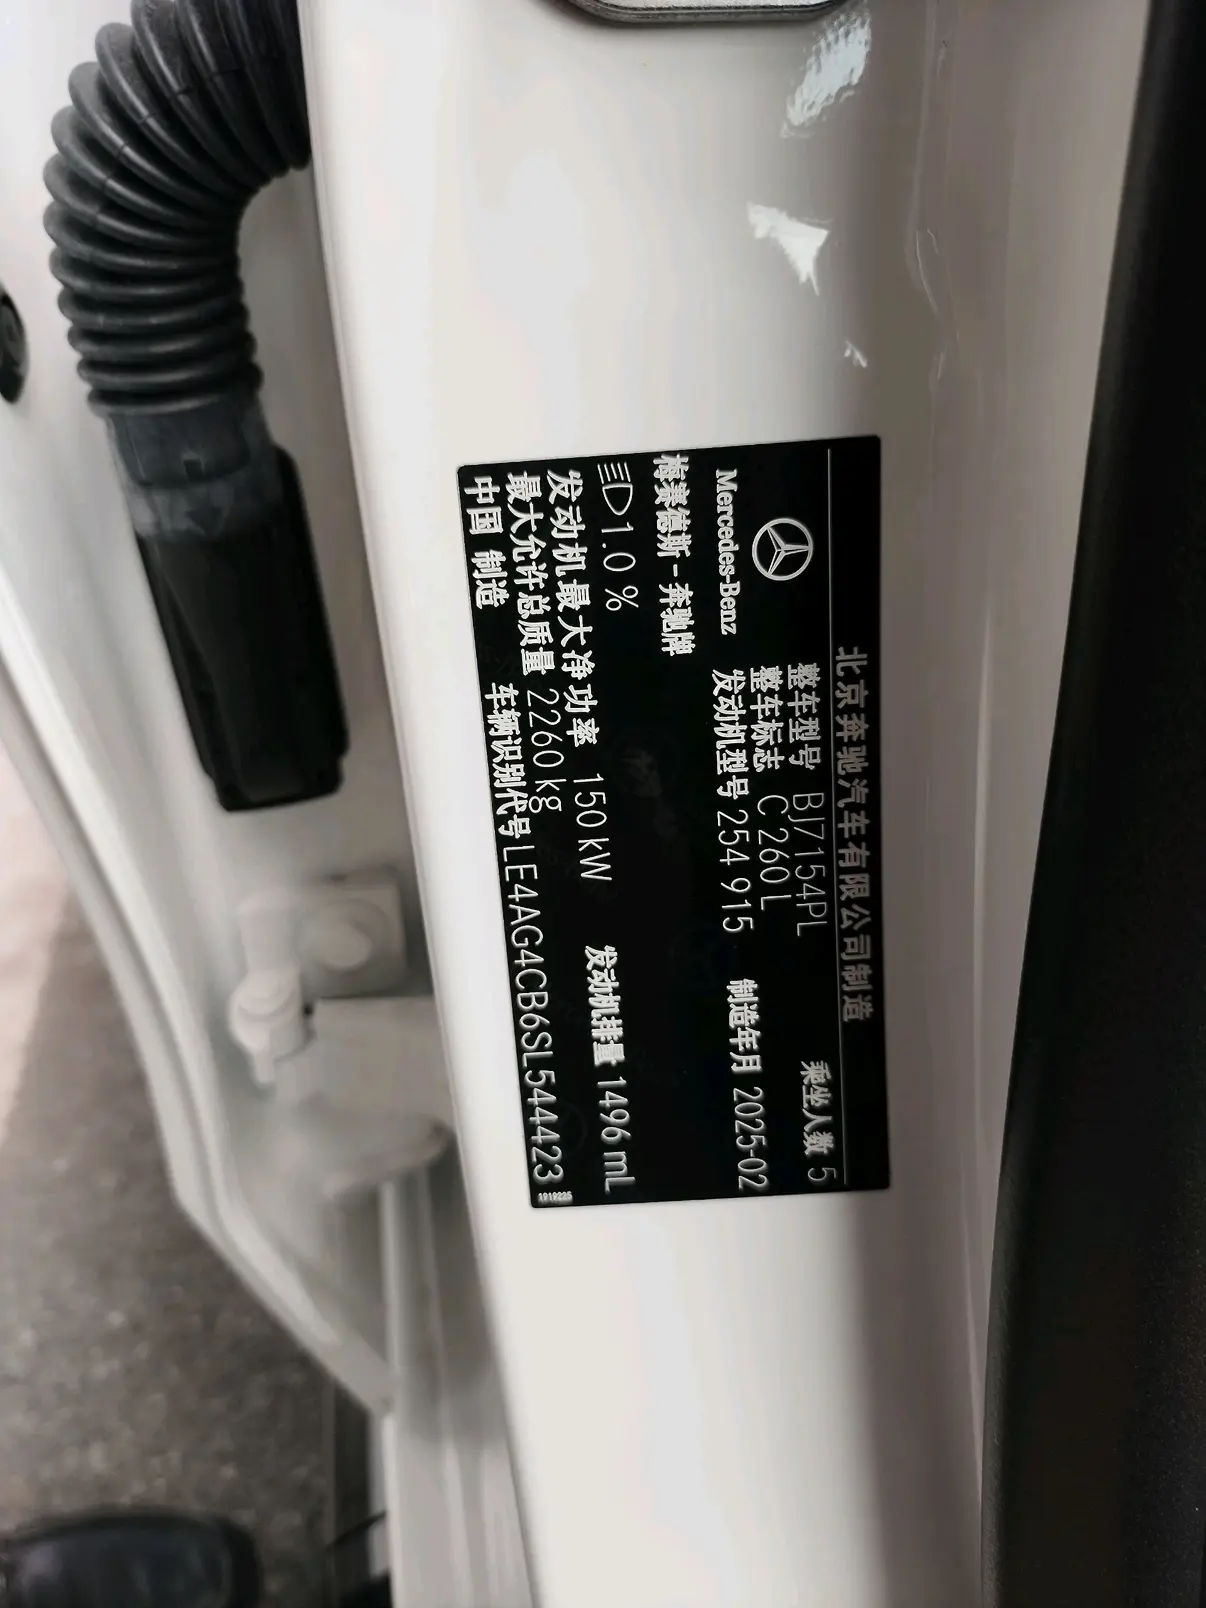 北京奔驰汽车有限公司制造
Mercedes-Benz
梅赛德斯-奔驰牌
整车型号 BJ7154PL 乘坐人数 5
整车标志 C 260 L
发动机型号 254 915 制造年月 2025-02
1.0 %
发动机最大净功率 150 kW 发动机排量 1496 mL
最大允许总质量 2260 kg
中国 制造 车辆识别代号 LE4AG4CB6SL544423
1919225